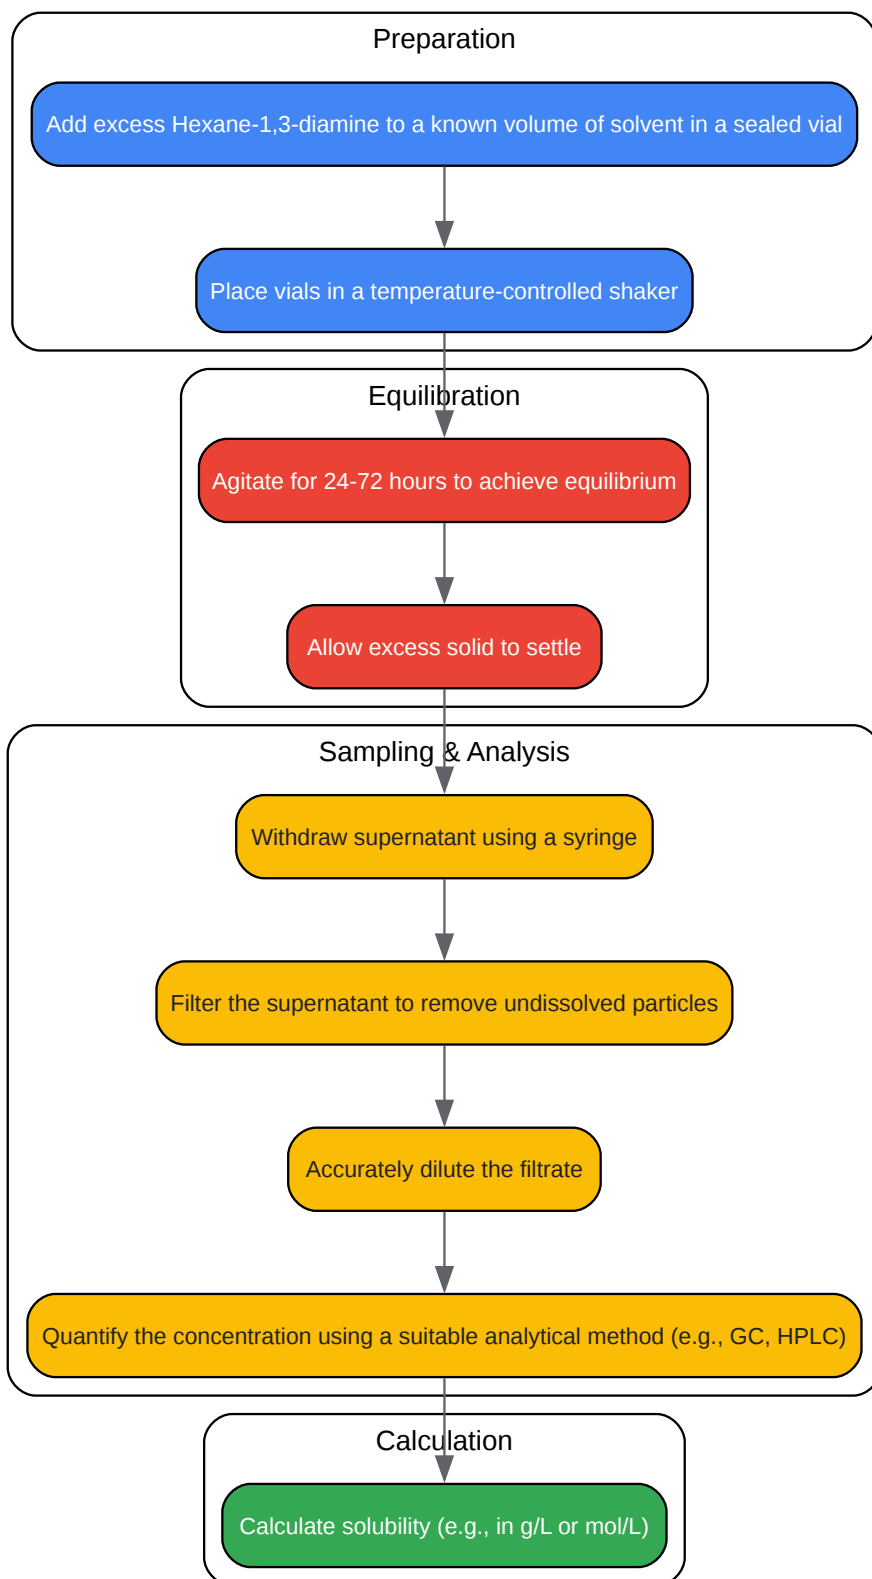 Preparation
Add excess Hexane-1,3-diamine to a known volume of solvent in a sealed vial
Place vials in a temperature-controlled shaker
Equilibration
Agitate for 24-72 hours to achieve equilibrium
Allow excess solid to settle
Sampling & Analysis
Withdraw supernatant using a syringe
Filter the supernatant to remove undissolved particles
Accurately dilute the filtrate
Quantify the concentration using a suitable analytical method (e.g., GC, HPLC)
Calculation
Calculate solubility (e.g., in g/L or mol/L)